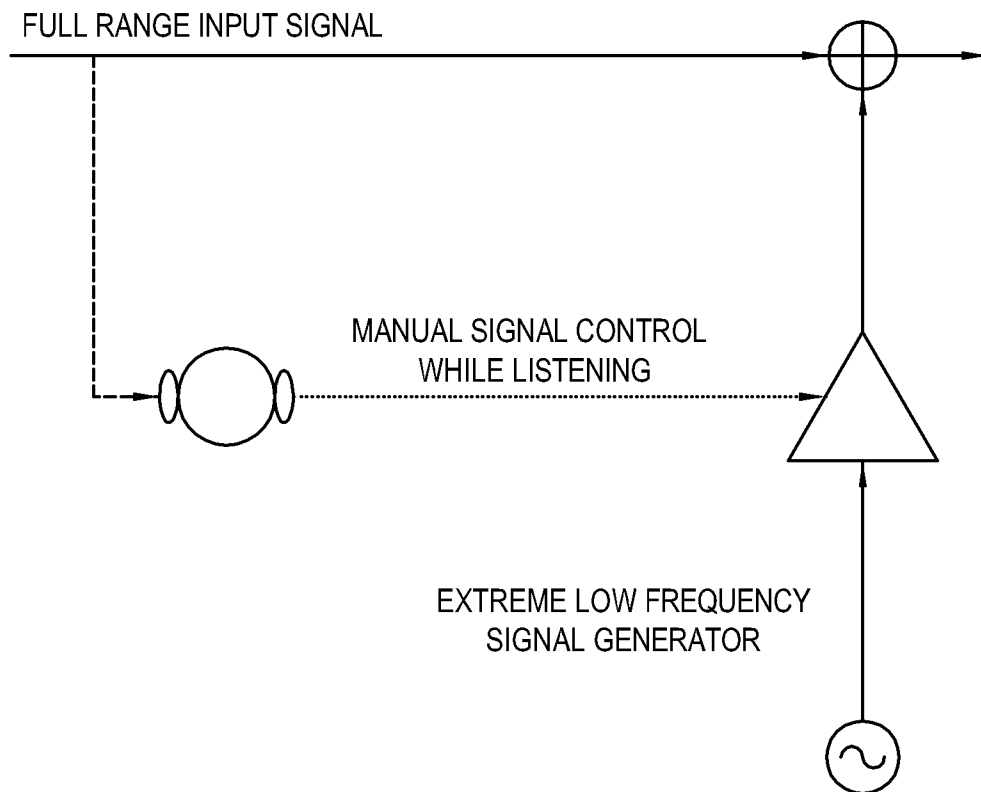 FULL RANGE INPUT SIGNAL
MANUAL SIGNAL CONTROL
WHILE LISTENING
EXTREME LOW FREQUENCY
SIGNAL GENERATOR